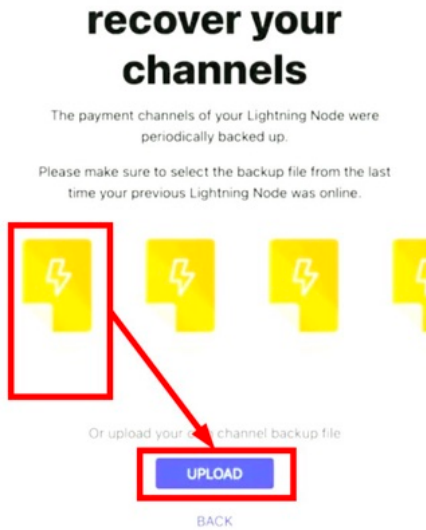 recover your
channels
The payment channels of your Lightning Node were
periodically backed up.
Please make sure to select the backup file from the last
time your previous Lightning Node was online.
Or upload your channel backup file
UPLOAD
BACK